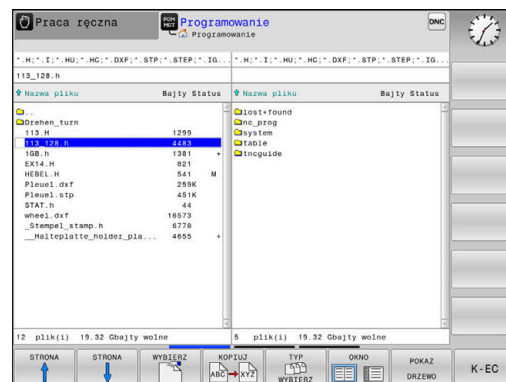 Praca ręczna
PGM MGT Programowanie
Programowanie
DNC
*.H;*.I;*.HU;*.HC;*.DXF;*.STP;*.STEP;*.IG...
*.H;*.I;*.HU;*.HC;*.DXF;*.STP;*.STEP;*.IG...
113_128.h
Nazwa pliku Bajty Status
..
Drehen_turn
113.H 1299
113_128.h 4483
1GB.h 1381 +
EX14.H 821
HEBEL.H 541 M
Pleuel.dxf 259K
Pleuel.stp 451K
STAT.h 44
wheel.dxf 16573
_Stempel_stamp.h 6778
__Halteplatte_holder_pla... 4655 +
12 plik(i) 19.32 Gbajty wolne
Nazwa pliku Bajty Status
lost+found
nc_prog
system
table
tncguide
5 plik(i) 19.32 Gbajty wolne
STRONA
STRONA
WYBIERZ
KOPIUJ
ABC XYZ
TYP
WYBIERZ
OKNO
POKAZ
DRZEWO
K-EC